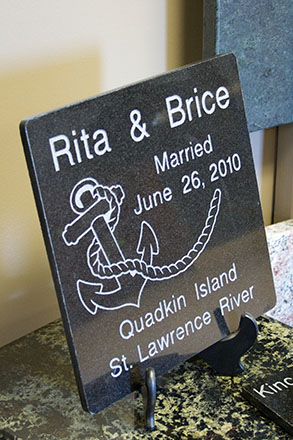 Rita & Brice
Married
June 26, 2010
Quadkin Island
St. Lawrence River